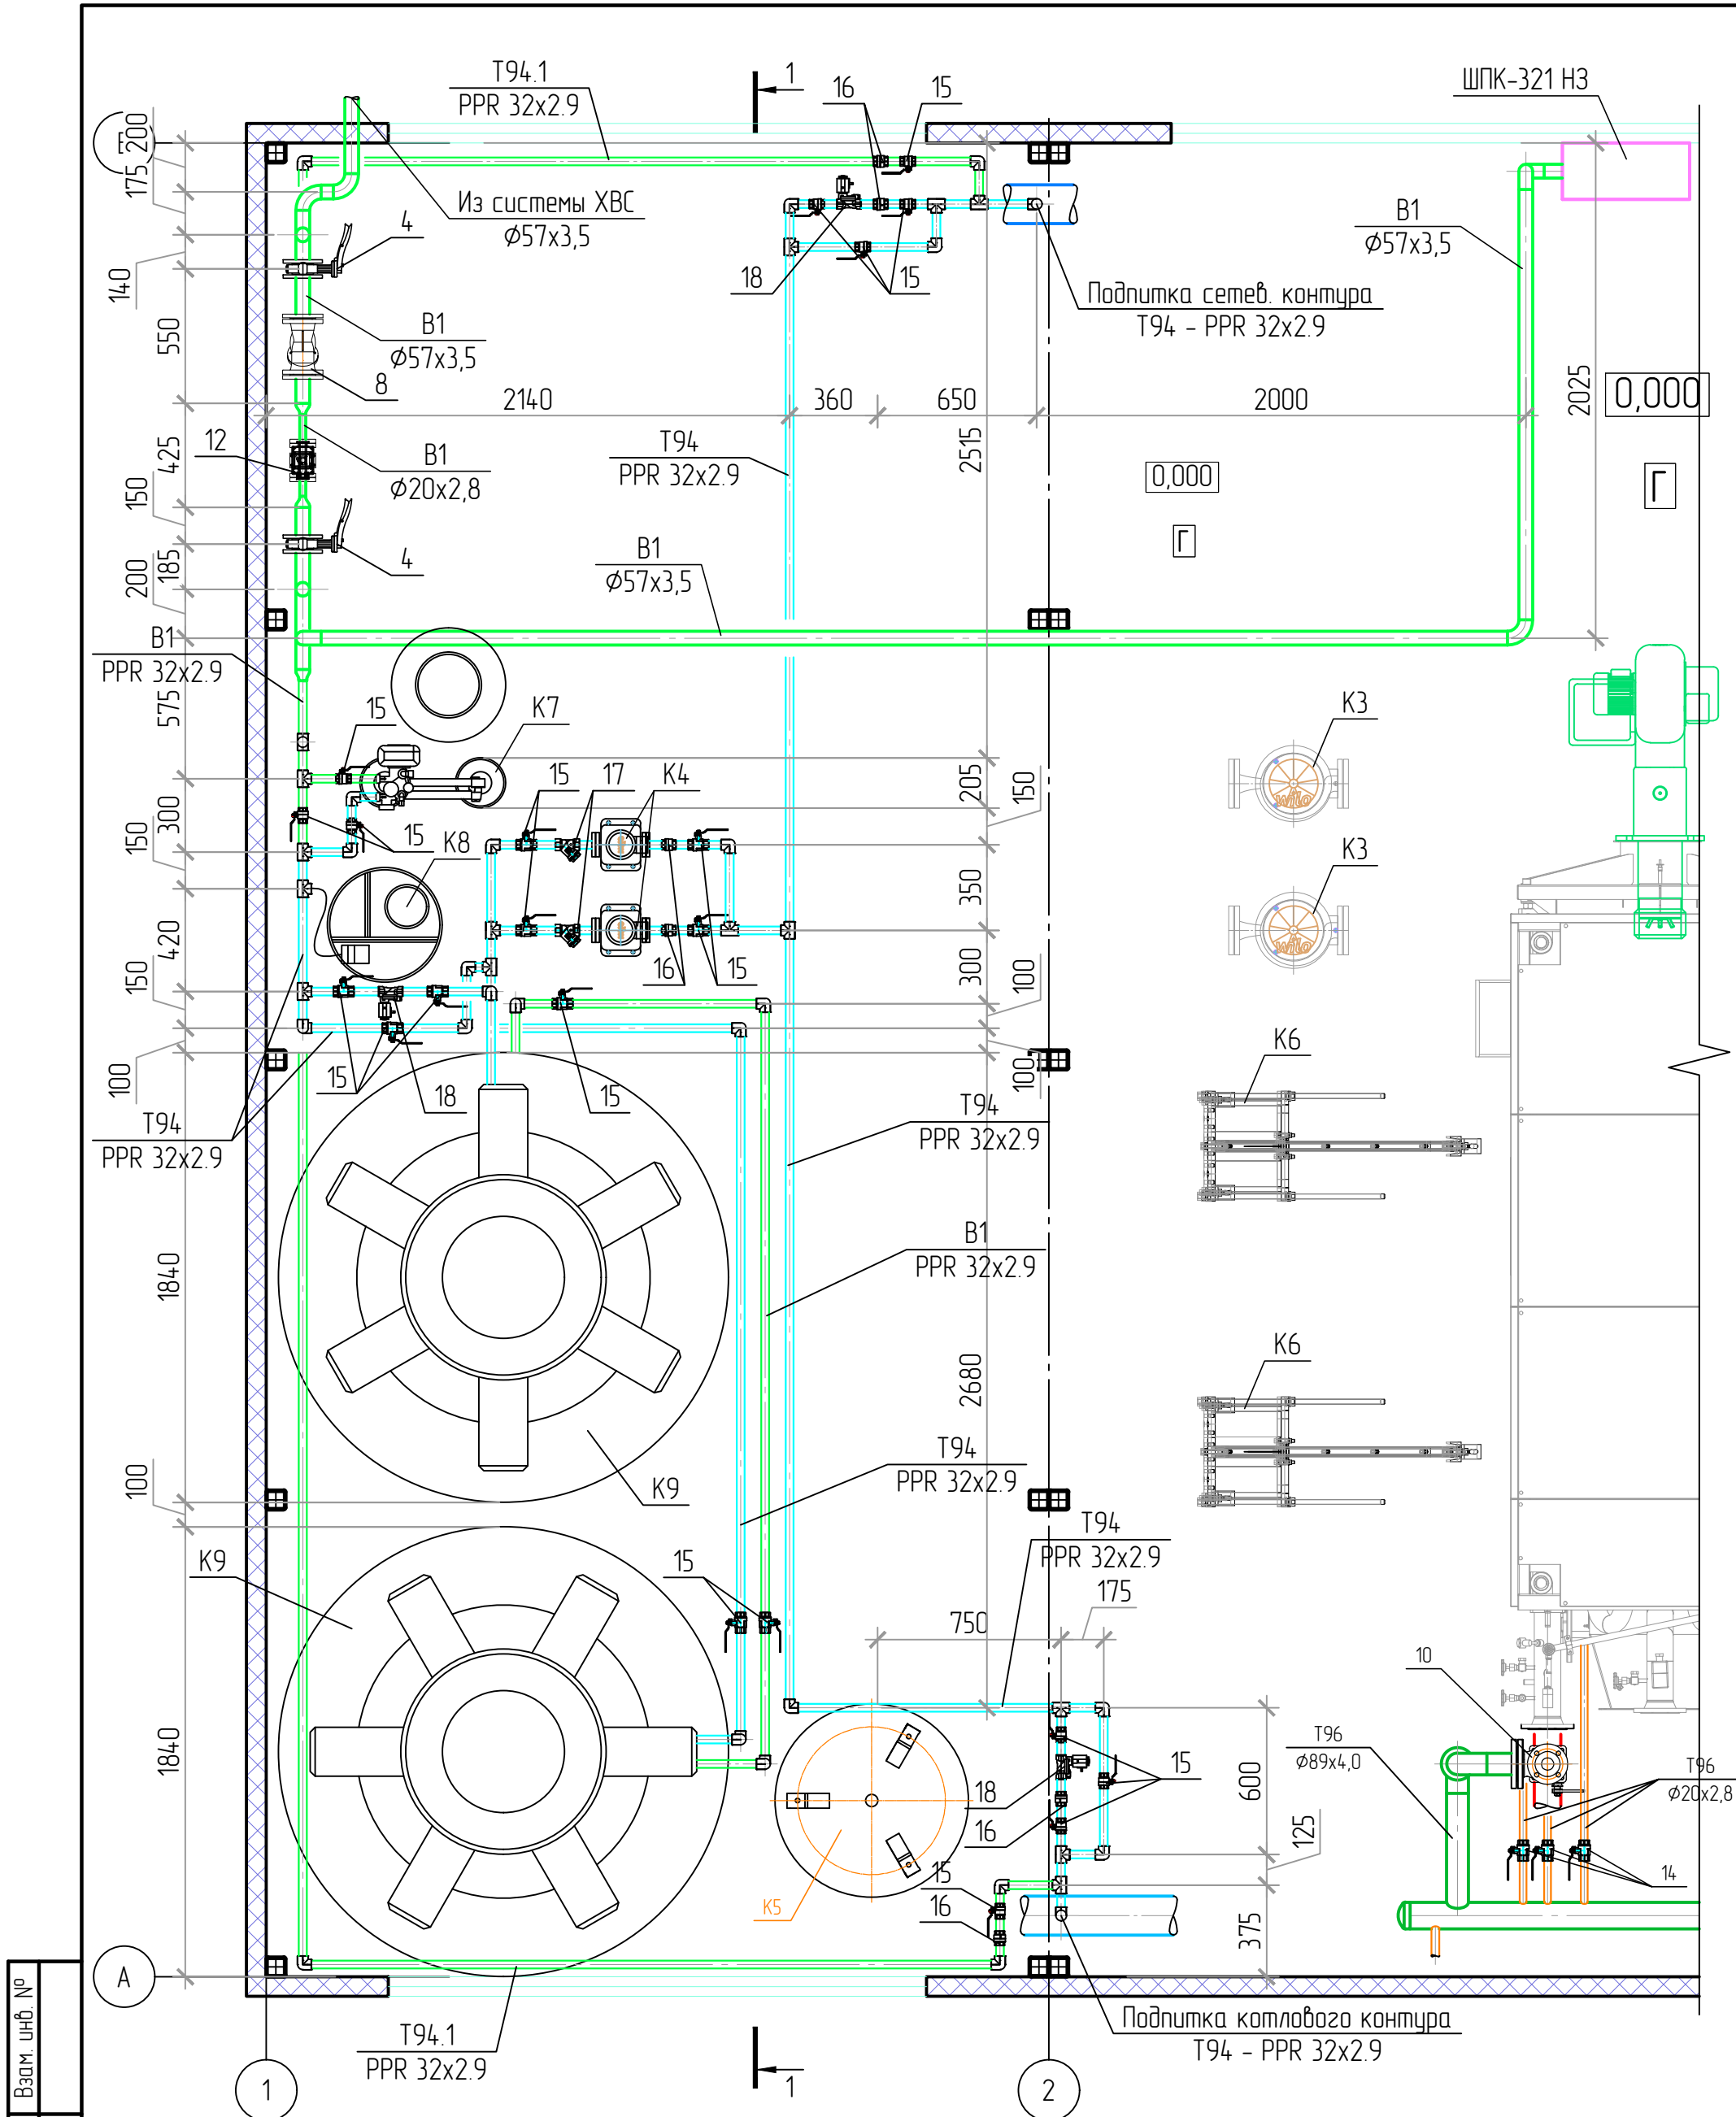 Т94.1
PPR 32x2.9
1
16
15
ШПК-321 НЗ
Е
200
175
Из системы ХВС
Ø57x3,5
4
140
18
15
В1
Ø57x3,5
Подпитка сетев. контура
Т94 - PPR 32x2.9
550
В1
Ø57x3,5
8
2140
360
650
2000
2025
0,000
12
425
В1
Ø20x2,8
Т94
PPR 32x2.9
2515
0,000
150
Г
Г
4
185
200
В1
Ø57x3,5
В1
PPR 32x2.9
575
15
К7
К3
15
17
К4
205
150
300
150
15
К8
К3
350
420
16
15
300
100
150
100
15
18
15
100
К6
Т94
PPR 32x2.9
Т94
PPR 32x2.9
1840
В1
PPR 32x2.9
2680
К6
100
К9
Т94
PPR 32x2.9
К9
15
Т94
PPR 32x2.9
175
750
10
1840
Т96
Ø89x4,0
15
18
16
600
Т96
Ø20x2,8
125
15
16
К5
14
375
А
Взам. инв. №
Т94.1
PPR 32x2.9
Подпитка котлового контура
Т94 - PPR 32x2.9
1
1
2
wilo
wilo